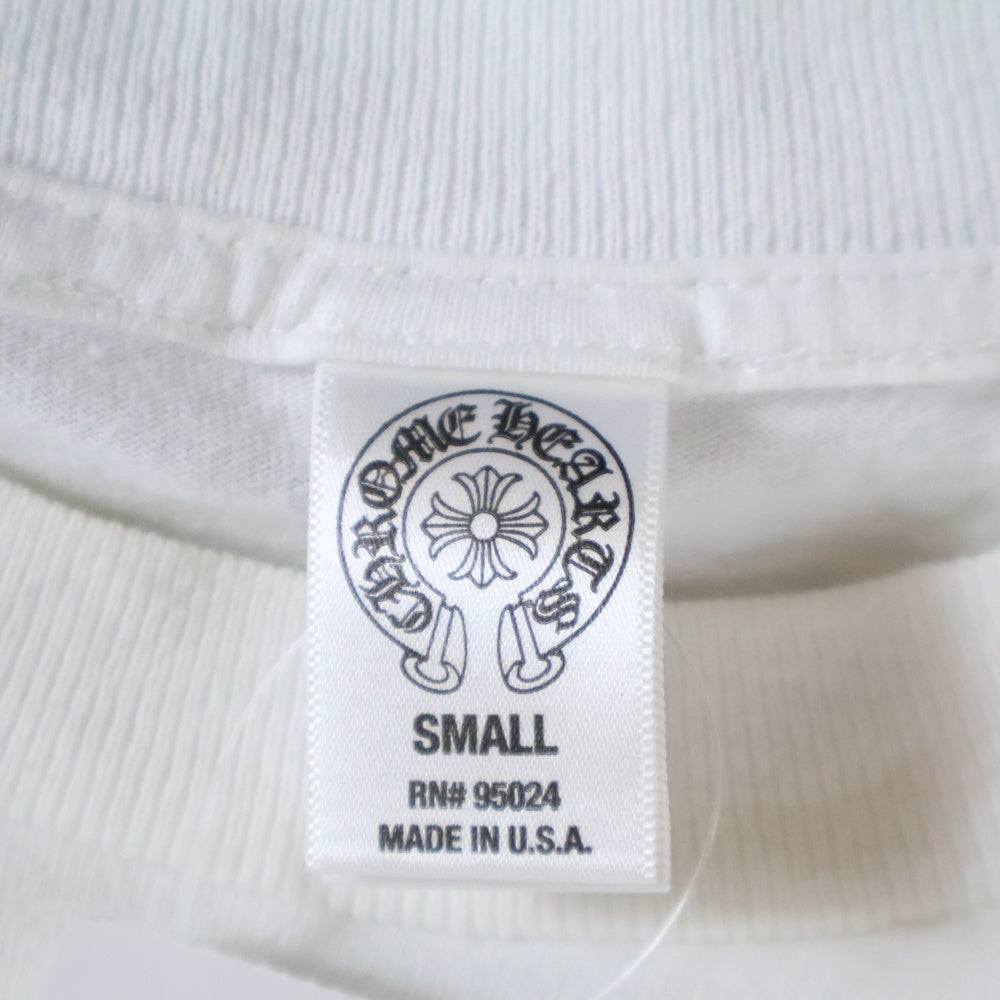 CHROME HEARTS
SMALL
RN# 95024
MADE IN U.S.A.